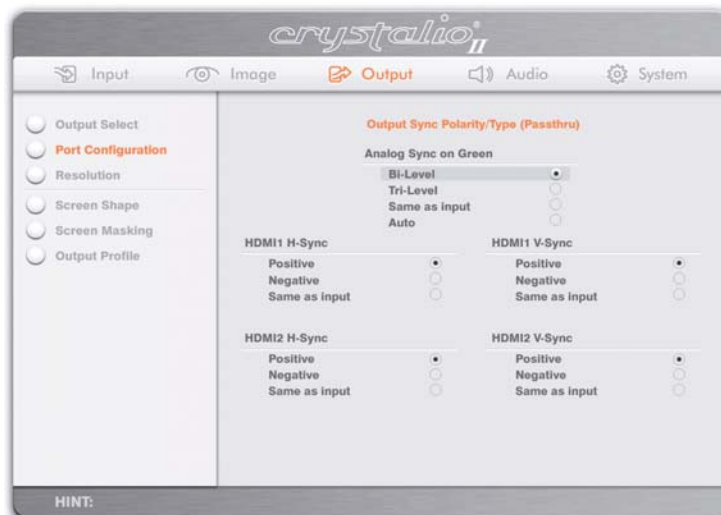 crystalio® II
Input Image Output Audio System
Output Select
Port Configuration
Resolution
Screen Shape
Screen Masking
Output Profile
Output Sync Polarity/Type (Passthru)
Analog Sync on Green
Bi-Level
Tri-Level
Same as input
Auto
HDMI1 H-Sync
Positive
Negative
Same as input
HDMI1 V-Sync
Positive
Negative
Same as input
HDMI2 H-Sync
Positive
Negative
Same as input
HDMI2 V-Sync
Positive
Negative
Same as input
HINT: